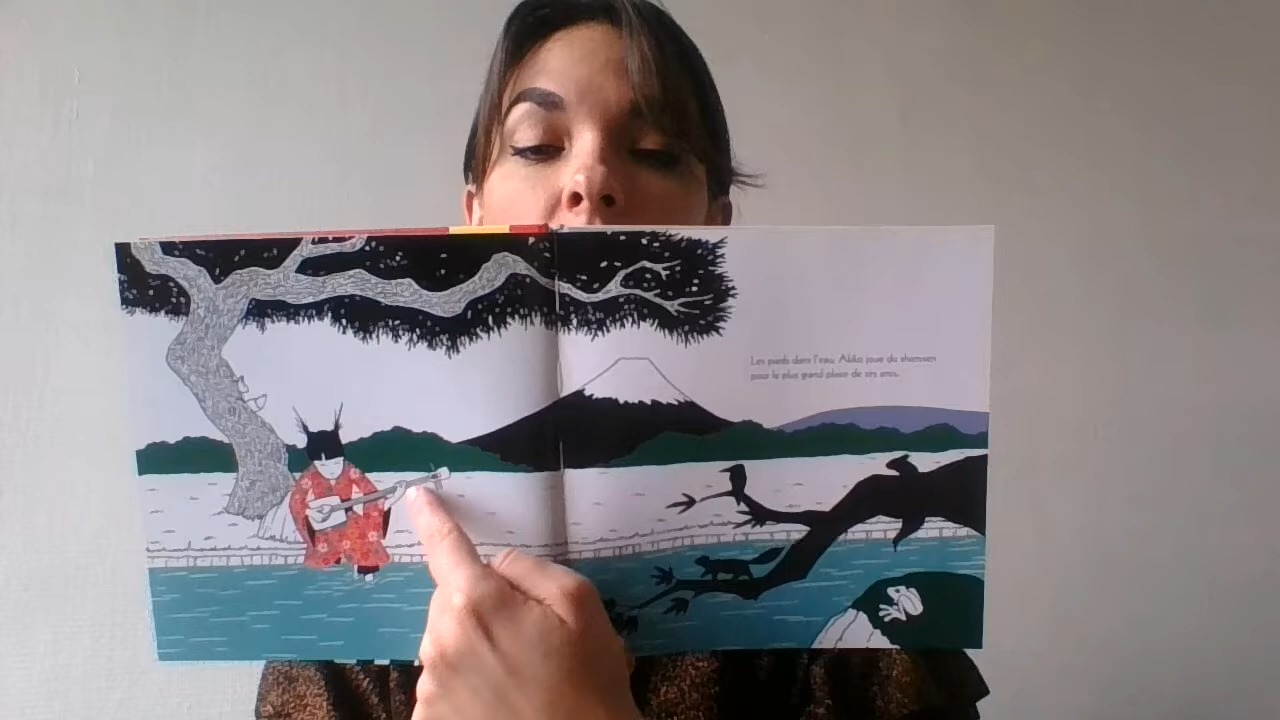 Les pieds dans l'eau, Akiko joue du shamisen
pour le plus grand plaisir de ses amis.